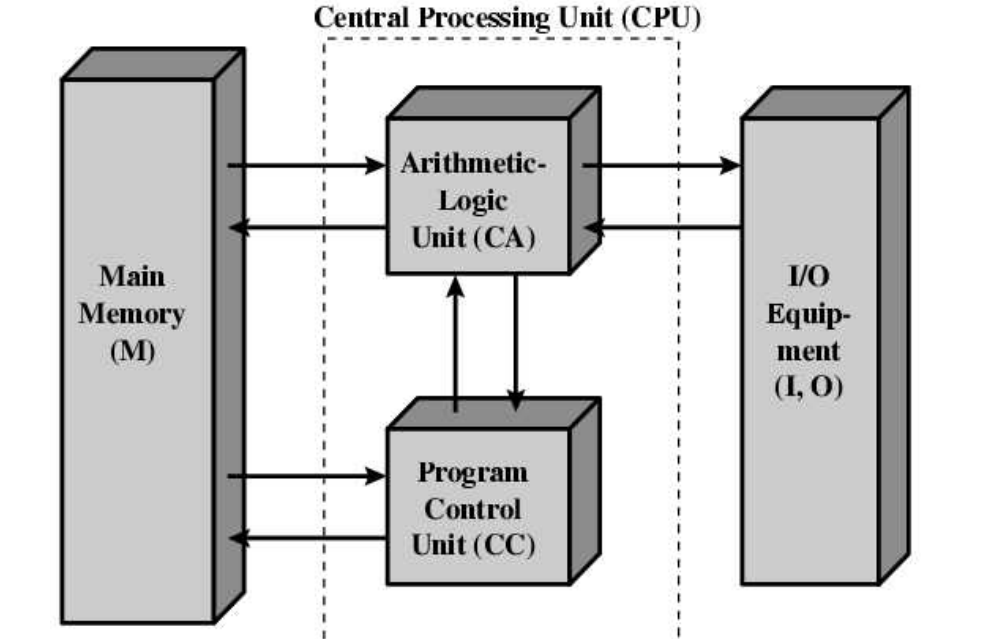 Central Processing Unit (CPU)
Main
Memory
(M)
Arithmetic-
Logic
Unit (CA)
Program
Control
Unit (CC)
I/O
Equip-
ment
(I, O)